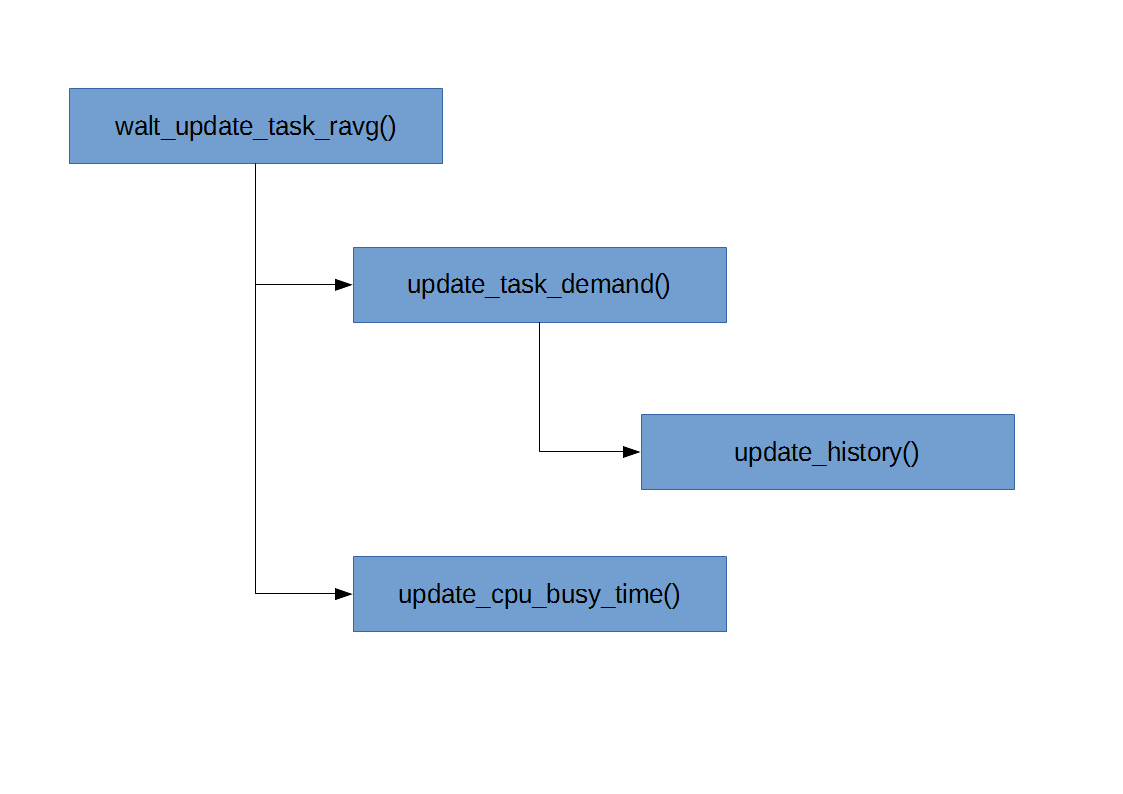 walt_update_task_ravg()
update_task_demand()
update_history()
update_cpu_busy_time()